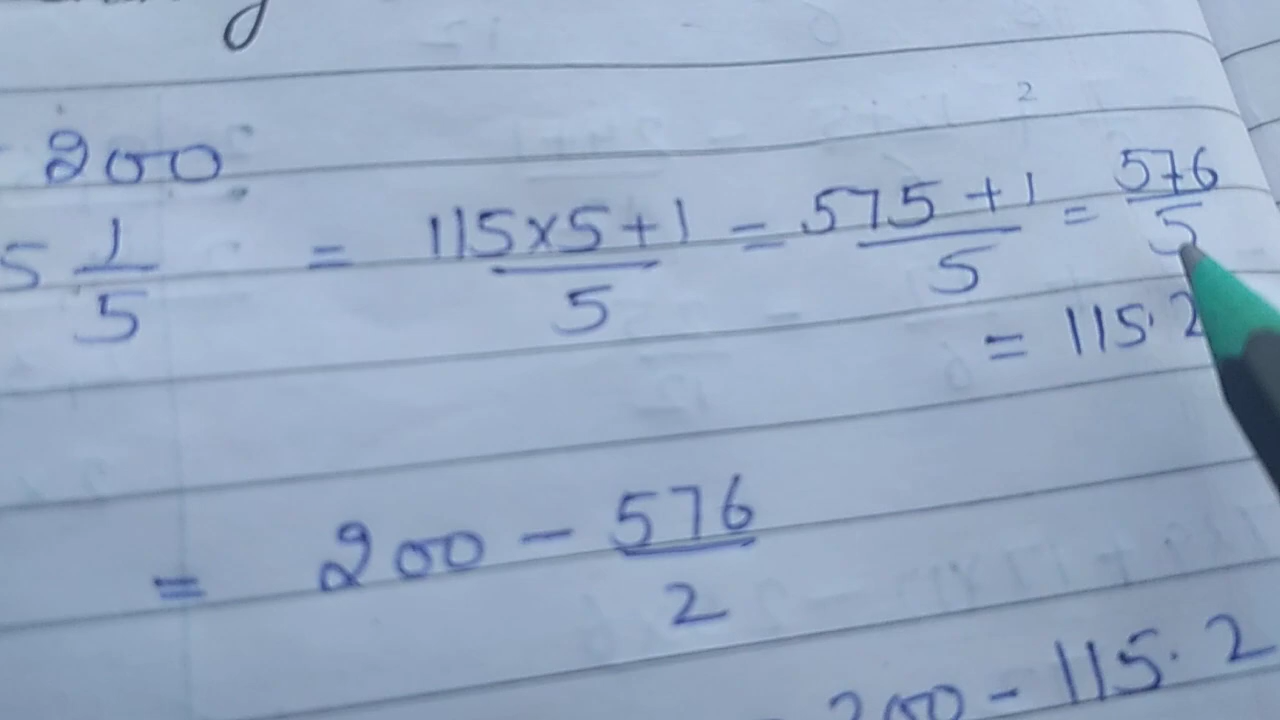 200
5 1/5 = 115×5+1/5 = 575+1/5 = 576/5
= 115.2
= 200 - 576/2
200 - 115.2